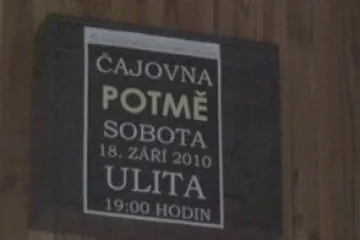 ČAJOVNA
POTMĚ
SOBOTA
18. ZÁŘÍ 2010
ULITA
19:00 HODIN